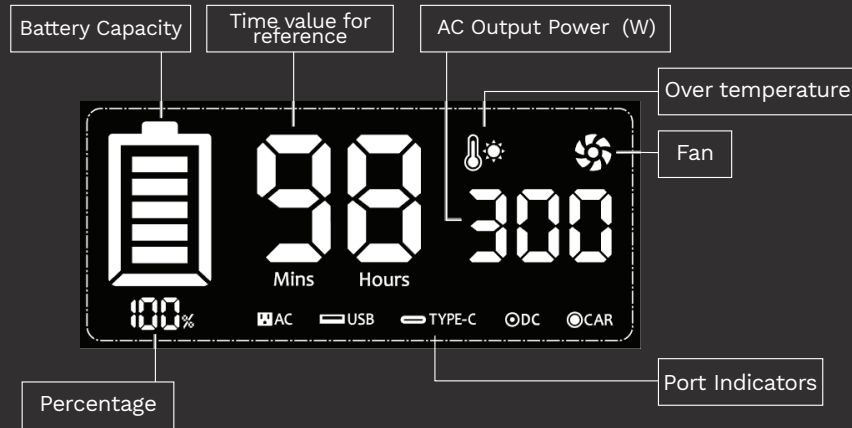 Battery Capacity
Time value for
reference
AC Output Power (W)
Over temperature
Fan
98
300
Mins Hours
100%
AC USB TYPE-C DC CAR
Port Indicators
Percentage